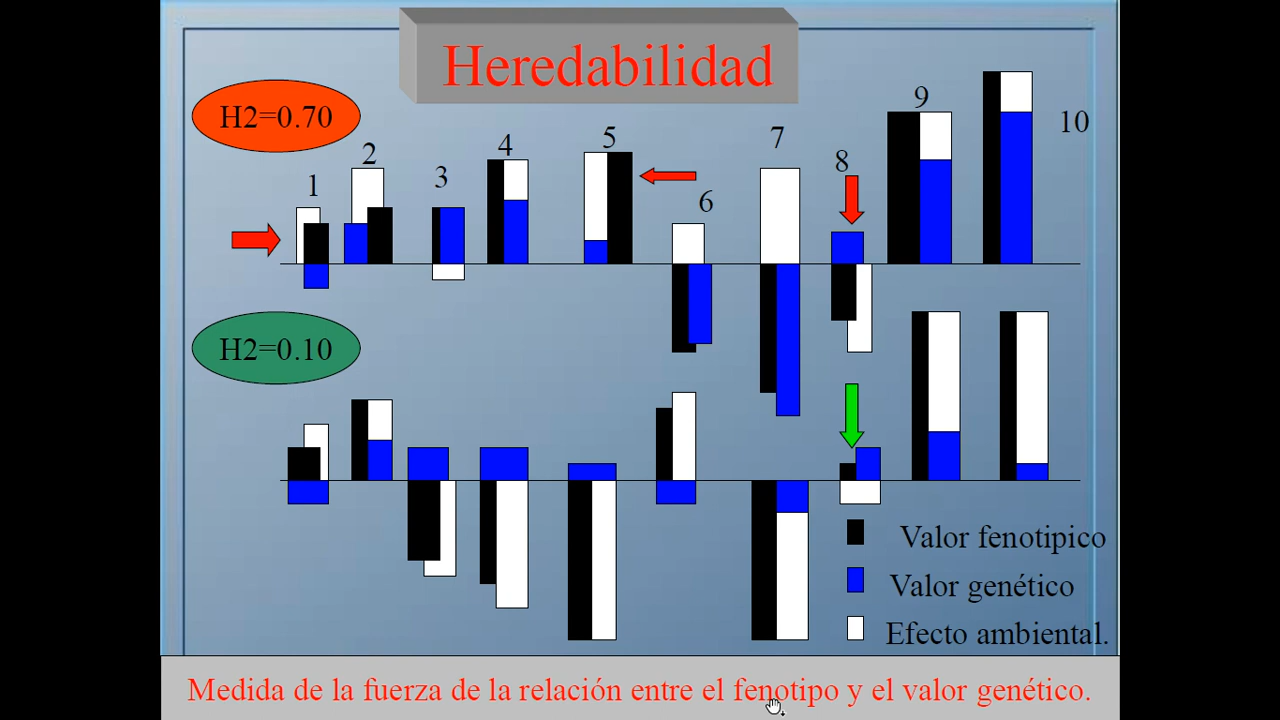 Heredabilidad
H2=0.70
1
2
3
4
5
6
7
8
9
10
H2=0.10
Valor fenotipico
Valor genético
Efecto ambiental.
Medida de la fuerza de la relación entre el fenotipo y el valor genético.